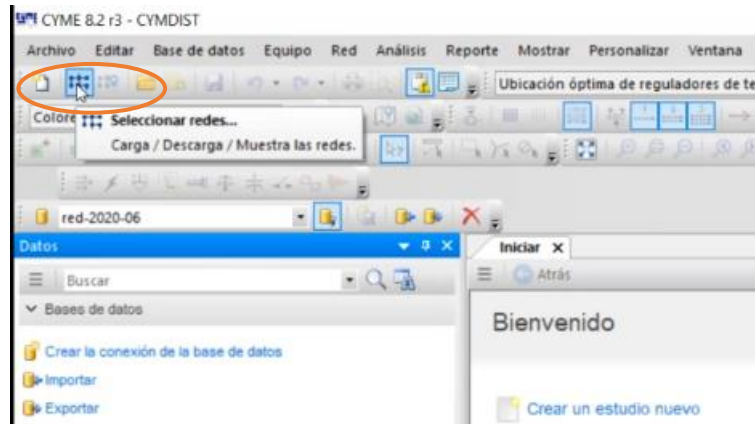 CYME 8.2 r3 - CYMDIST
Archivo Editar Base de datos Equipo Red Análisis Reporte Mostrar Personalizar Ventana
Ubicación óptima de reguladores de te
Colore
Seleccionar redes...
Carga / Descarga / Muestra las redes.
red-2020-06
Datos
Iniciar
Buscar
Atrás
Bases de datos
Bienvenido
Crear la conexión de la base de datos
Importar
Exportar
Crear un estudio nuevo